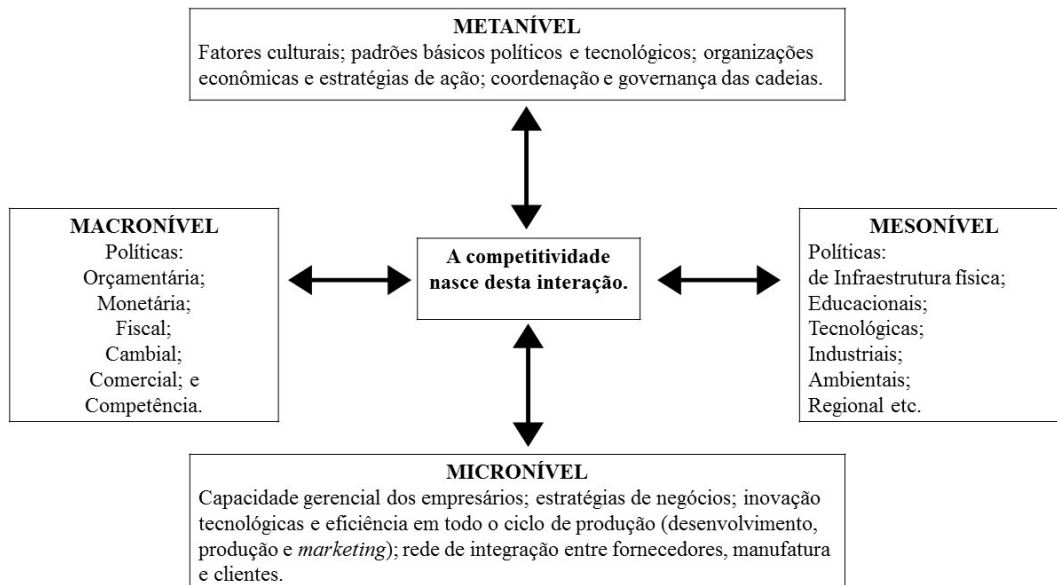 METANÍVEL
Fatores culturais; padrões básicos políticos e tecnológicos; organizações
econômicas e estratégias de ação; coordenação e governança das cadeias.
MACRONÍVEL
Políticas:
Orçamentária;
Monetária;
Fiscal;
Cambial;
Comercial; e
Competência.
A competitividade
nasce desta interação.
MESONÍVEL
Políticas:
de Infraestrutura física;
Educacionais;
Tecnológicas;
Industriais;
Ambientais;
Regional etc.
MICRONÍVEL
Capacidade gerencial dos empresários; estratégias de negócios; inovação
tecnológicas e eficiência em todo o ciclo de produção (desenvolvimento,
produção e marketing); rede de integração entre fornecedores, manufatura
e clientes.